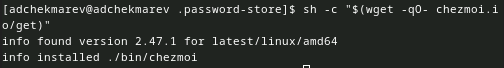 [adchekmarev@adchekmarev .password-store]$ sh -c "$(wget -qO- chezmoi.i
o/get)"
info found version 2.47.1 for latest/linux/amd64
info installed ./bin/chezmoi